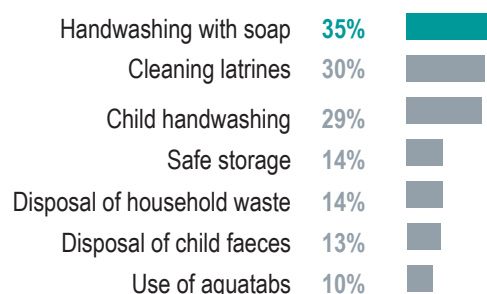 Handwashing with soap 35%
Cleaning latrines 30%
Child handwashing 29%
Safe storage 14%
Disposal of household waste 14%
Disposal of child faeces 13%
Use of aquatabs 10%